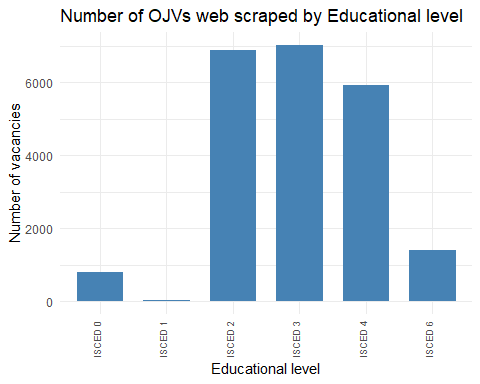 Number of OJVs web scraped by Educational level
Number of vacancies
6000
4000
2000
0
ISCED 0
ISCED 1
ISCED 2
ISCED 3
ISCED 4
ISCED 6
Educational level